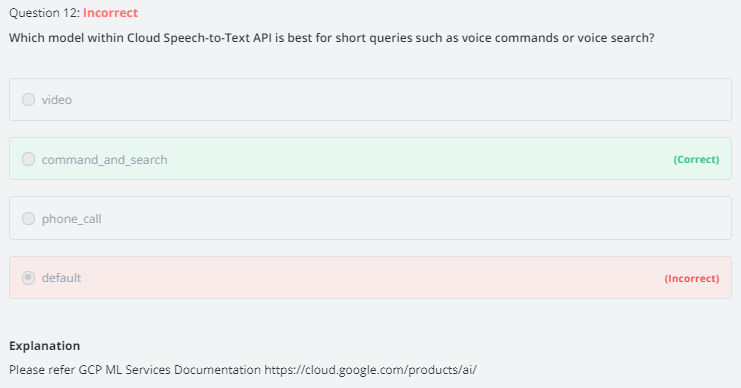 Question 12: Incorrect
Which model within Cloud Speech-to-Text API is best for short queries such as voice commands or voice search?
video
command_and_search (Correct)
phone_call
default (Incorrect)
Explanation
Please refer GCP ML Services Documentation https://cloud.google.com/products/ai/